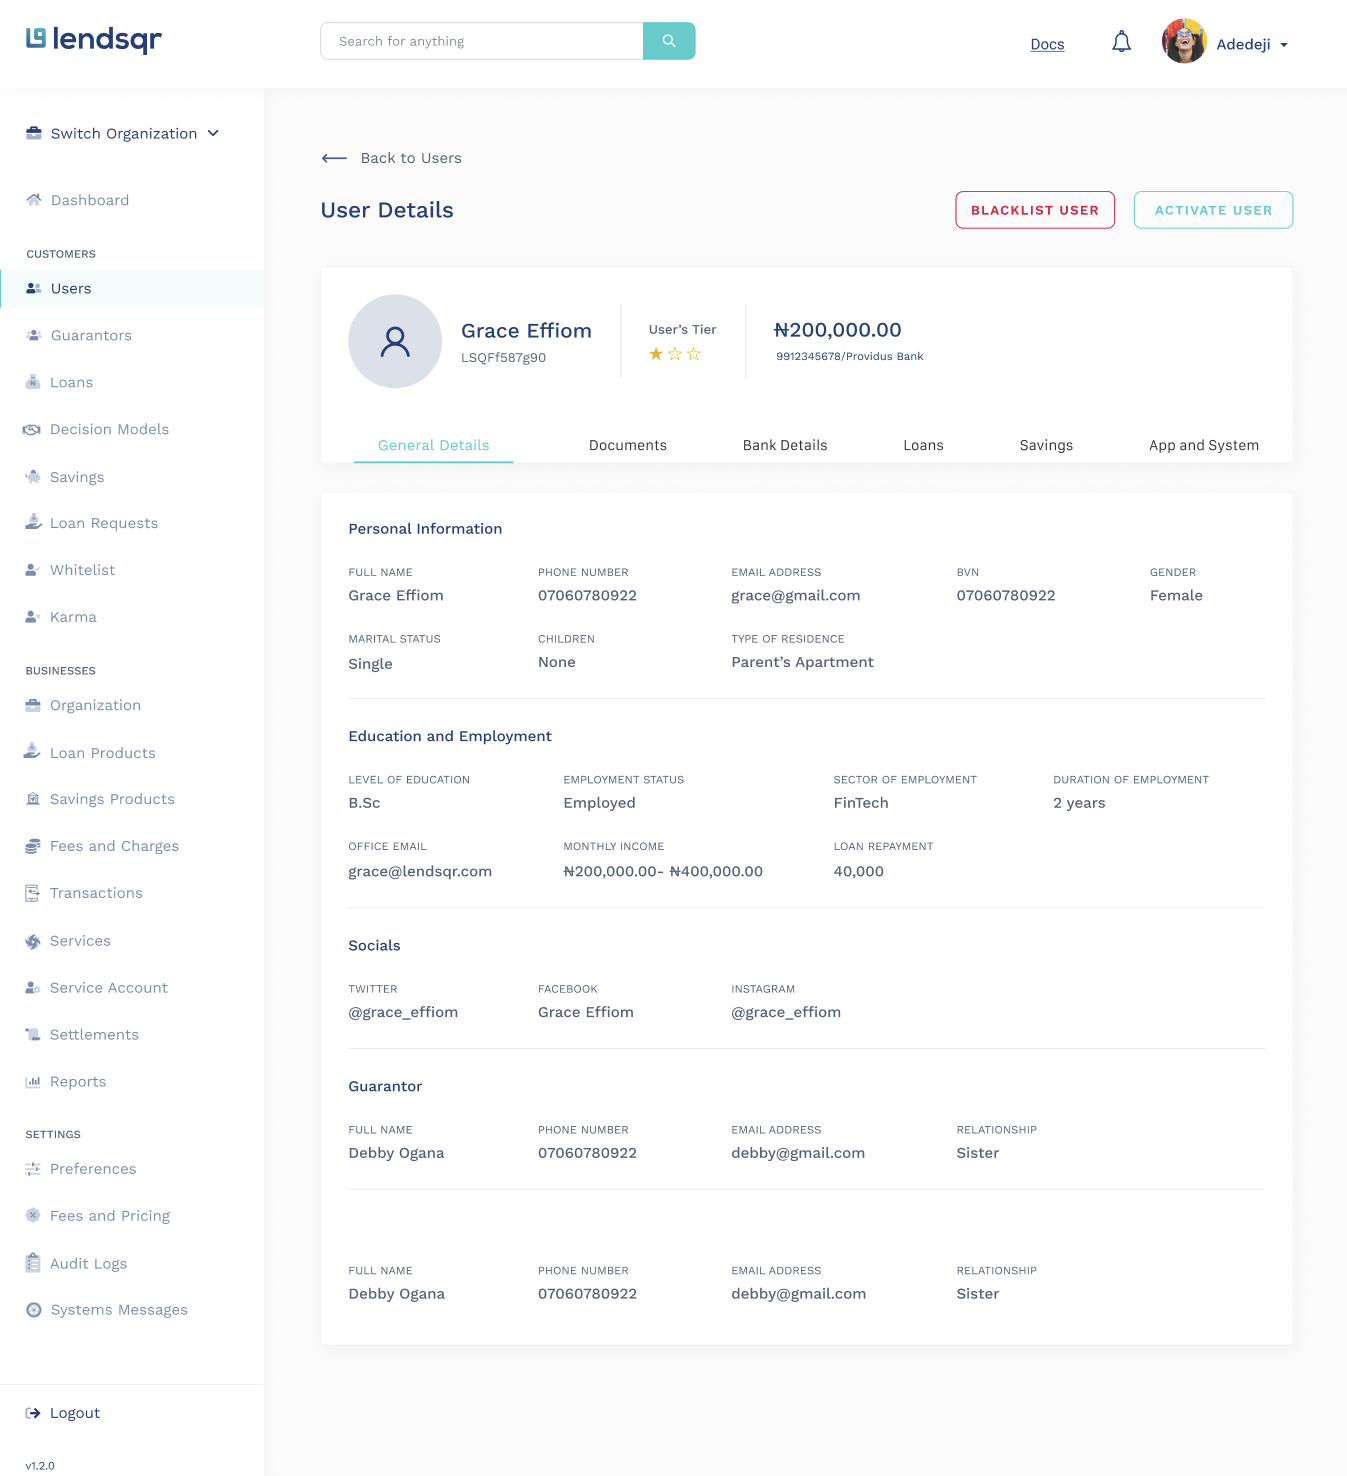 lendsqr
Search for anything
Docs
Adedeji
Switch Organization
Dashboard
CUSTOMERS
Users
Guarantors
Loans
Decision Models
Savings
Loan Requests
Whitelist
Karma
BUSINESSES
Organization
Loan Products
Savings Products
Fees and Charges
Transactions
Services
Service Account
Settlements
Reports
SETTINGS
Preferences
Fees and Pricing
Audit Logs
Systems Messages
Logout
v1.2.0
Back to Users
User Details
BLACKLIST USER
ACTIVATE USER
Grace Effiom
LSQFf587g90
User’s Tier
₦200,000.00
9912345678/Providus Bank
General Details Documents Bank Details Loans Savings App and System
Personal Information
FULL NAME PHONE NUMBER EMAIL ADDRESS BVN GENDER
Grace Effiom 07060780922 grace@gmail.com 07060780922 Female
MARITAL STATUS CHILDREN TYPE OF RESIDENCE
Single None Parent’s Apartment
Education and Employment
LEVEL OF EDUCATION EMPLOYMENT STATUS SECTOR OF EMPLOYMENT DURATION OF EMPLOYMENT
B.Sc Employed FinTech 2 years
OFFICE EMAIL MONTHLY INCOME LOAN REPAYMENT
grace@lendsqr.com ₦200,000.00- ₦400,000.00 40,000
Socials
TWITTER FACEBOOK INSTAGRAM
@grace_effiom Grace Effiom @grace_effiom
Guarantor
FULL NAME PHONE NUMBER EMAIL ADDRESS RELATIONSHIP
Debby Ogana 07060780922 debby@gmail.com Sister
FULL NAME PHONE NUMBER EMAIL ADDRESS RELATIONSHIP
Debby Ogana 07060780922 debby@gmail.com Sister